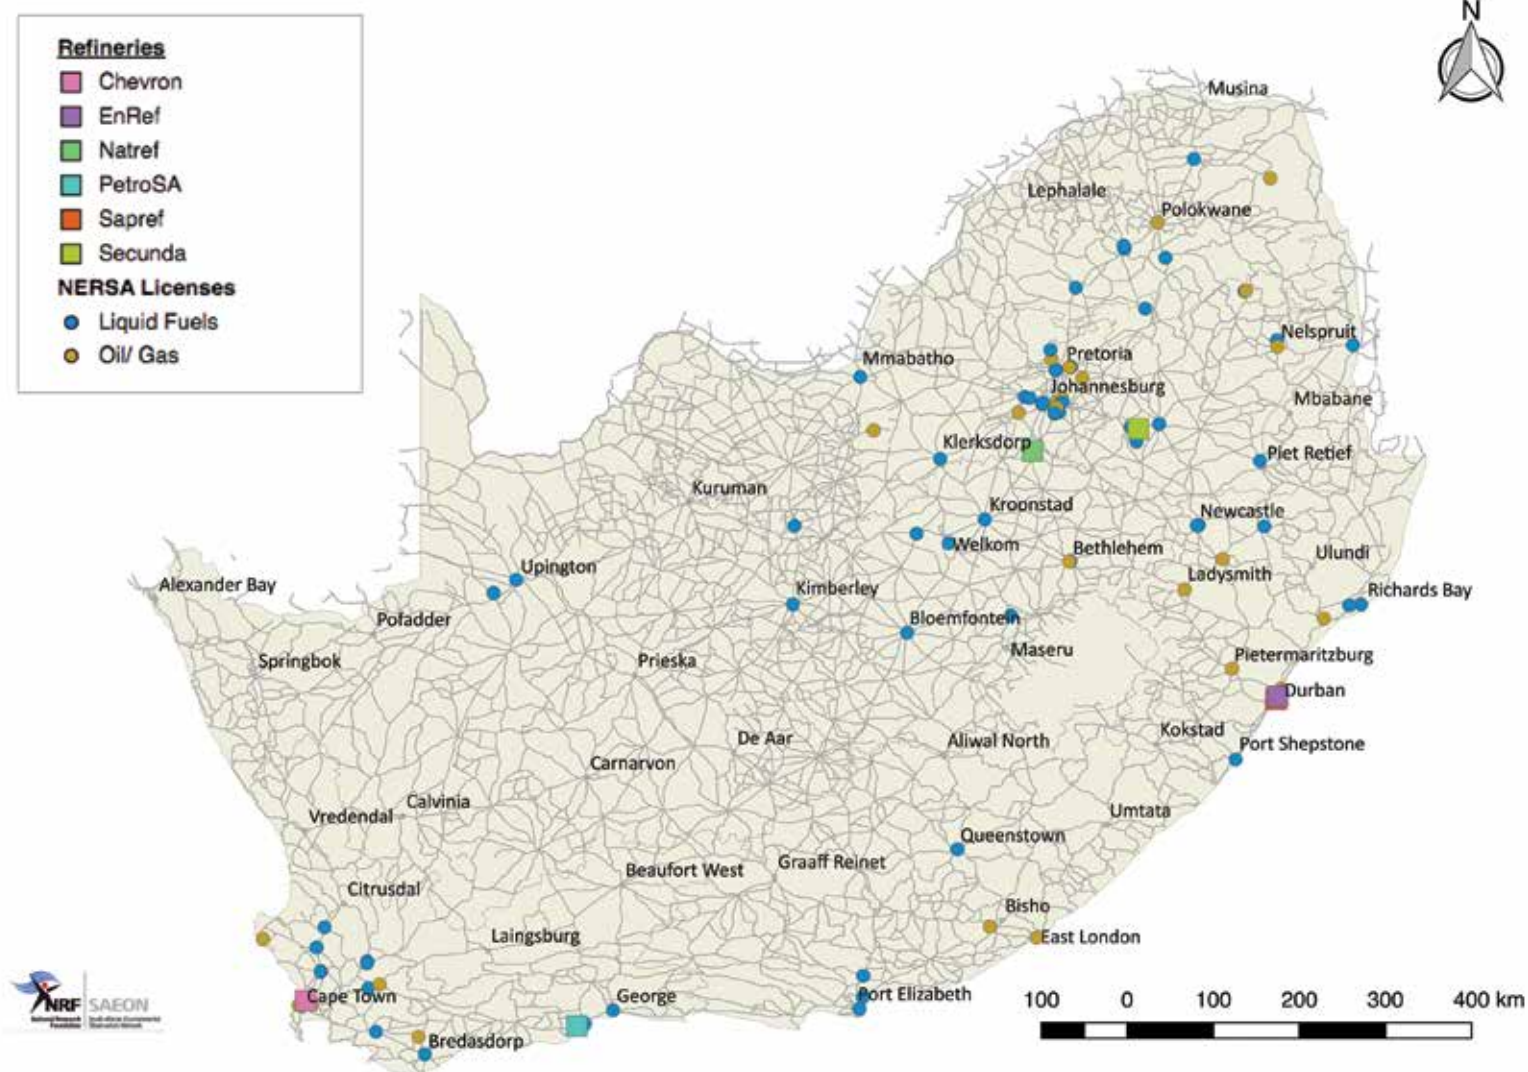 Refineries
Chevron
EnRef
Natref
PetroSA
Sapref
Secunda
NERSA Licenses
Liquid Fuels
Oil/ Gas
N
Musina
Lephalale
Polokwane
Nelspruit
Mmabatho
Pretoria
Johannesburg
Mbabane
Klerksdorp
Piet Retief
Kuruman
Kroonstad
Newcastle
Welkom
Bethlehem
Ulundi
Upington
Ladysmith
Alexander Bay
Kimberley
Richards Bay
Pofadder
Bloemfontein
Maseru
Springbok
Prieska
Pietermaritzburg
Durban
Kokstad
De Aar
Aliwal North
Port Shepstone
Carnarvon
Calvinia
Vredendal
Umtata
Queenstown
Graaff Reinet
Beaufort West
Citrusdal
Bisho
Laingsburg
East London
Cape Town
George
Port Elizabeth
Bredasdorp
100 0 100 200 300 400 km
NRF SAEON